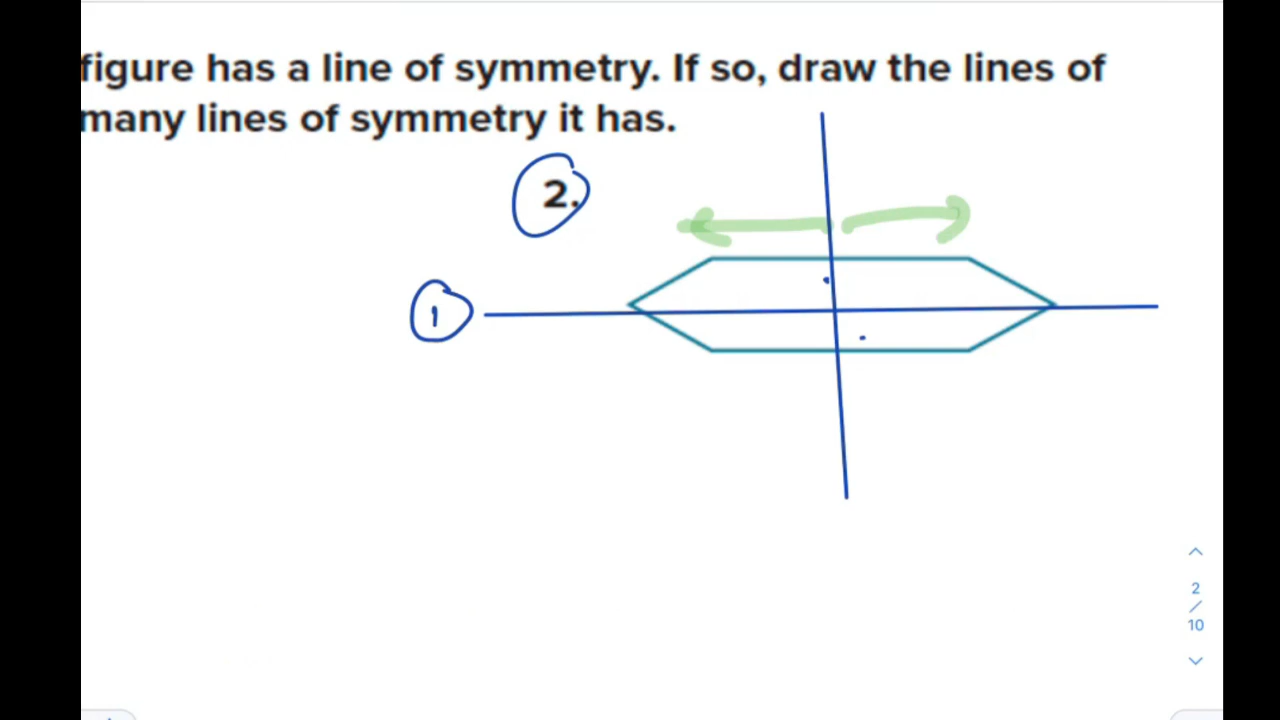 figure has a line of symmetry. If so, draw the lines of
many lines of symmetry it has.
2.
1
2
/
10